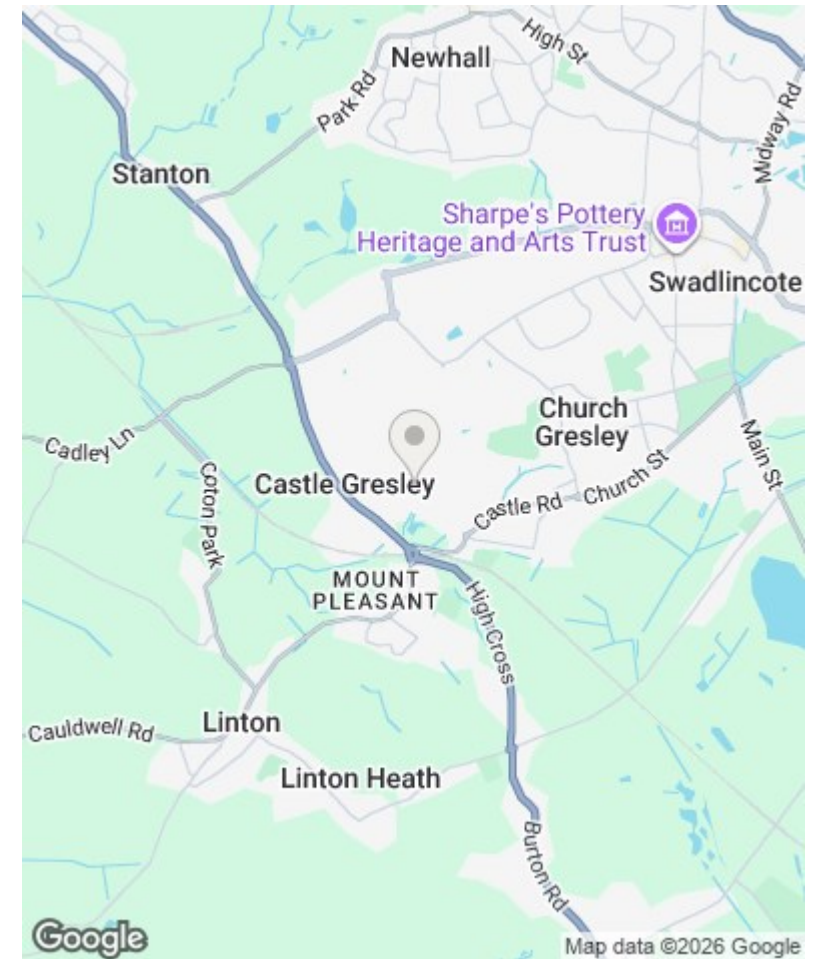 Newhall
High St
Park Rd
Midway Rd
Stanton
Sharpe's Pottery
Heritage and Arts Trust
Swadlincote
Church
Gresley
Cadley Ln
Coton Park
Castle Gresley
Castle Rd
Church St
Main St
MOUNT
PLEASANT
High Cross
Linton
Cauldwell Rd
Linton Heath
Burton Rd
Google
Map data ©2026 Google